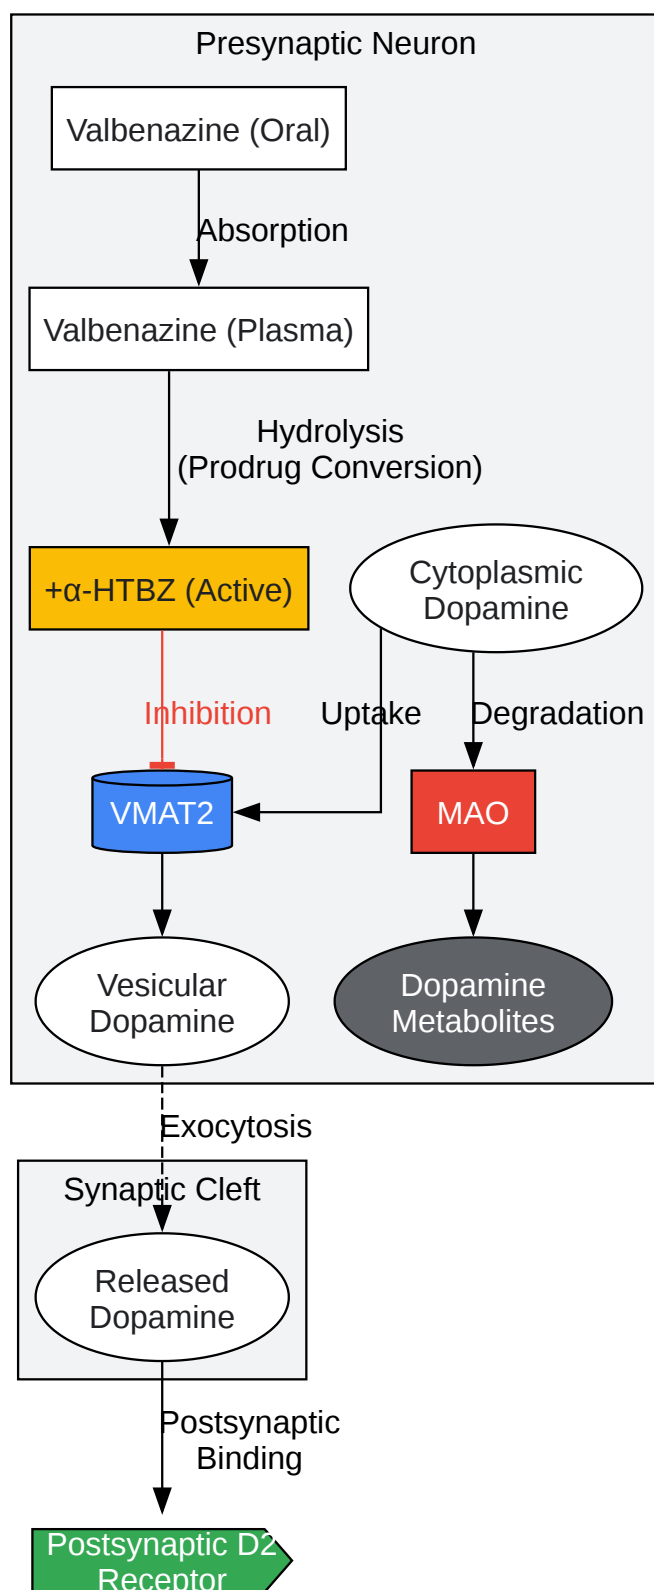 Presynaptic Neuron
Valbenazine (Oral)
Absorption
Valbenazine (Plasma)
Hydrolysis
(Prodrug Conversion)
+α-HTBZ (Active)
Cytoplasmic
Dopamine
Inhibition
Uptake
Degradation
VMAT2
MAO
Vesicular
Dopamine
Dopamine
Metabolites
Exocytosis
Synaptic Cleft
Released
Dopamine
Postsynaptic
Binding
Postsynaptic D2
Receptor